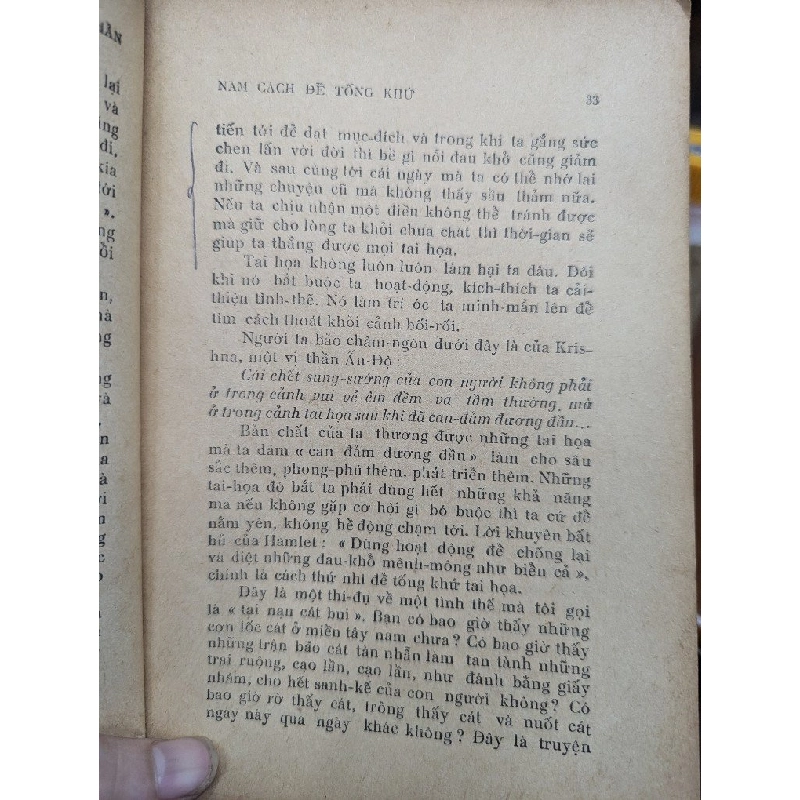 MÃN
lại
và
đi,
kia
».
NĂM CÁCH ĐỂ TỐNG KHỨ
33
tiến tới để đạt mục-đích và trong khi ta gắng sức
chen lấn với đời thì bề gì nỗi đau khổ cũng giảm
đi. Và sau cùng tới cái ngày mà ta có thể nhớ lại
những chuyện cũ mà không thấy sầu thảm nữa.
Nếu ta chịu nhận một điều không thể tránh được
mà giữ cho lòng ta khỏi chua chát thì thời-gian sẽ
giúp ta thắng được mọi tai họa.
Tai họa không luôn luôn làm hại ta đâu. Đôi
khi nó bắt buộc ta hoạt-động, kích-thích ta cải-
thiện tình-thế. Nó làm trí óc ta minh-mẫn lên để
tìm cách thoát khỏi cảnh bối-rối.
Người ta bảo châm-ngôn dưới đây là của Kris-
hna, một vị thần Ấn-Độ
Cái chết sung-sướng của con người không phải
ở trong cảnh vui vẻ êm đềm và tầm thường, mà
ở trong cảnh tai họa sau khi đã can-đảm đương đầu...
Bản chất của ta thường được những tai họa
mà ta dám « can đảm đương đầu » làm cho sâu
sắc thêm, phong-phú thêm, phát triển thêm. Những
tai-họa đó bắt ta phải dùng hết những khả năng
mà nếu không gặp cơ hội gì bó buộc thì ta cứ để
nằm yên, không hề động chạm tới. Lời khuyên bất
hủ của Hamlet : « Dùng hoạt động để chống lại
và diệt những đau-khổ mênh-mông như biển cả »,
chính là cách thứ nhì để tống khứ tai họa.
Đây là một thí-dụ về một tình thế mà tôi gọi
là « tai nạn cát bụi ». Bạn có bao giờ thấy những
cơn lốc cát ở miền tây nam chưa? Có bao giờ thấy
những trận bão cát tàn nhẫn làm tan tành những
trại ruộng, cạo lần, cạo lần, như đánh bằng giấy
nhám, cho hết sanh-kế của con người không? Có
bao giờ rờ thấy cát, trông thấy cát và nuốt cát
ngày này qua ngày khác không? Đây là truyện